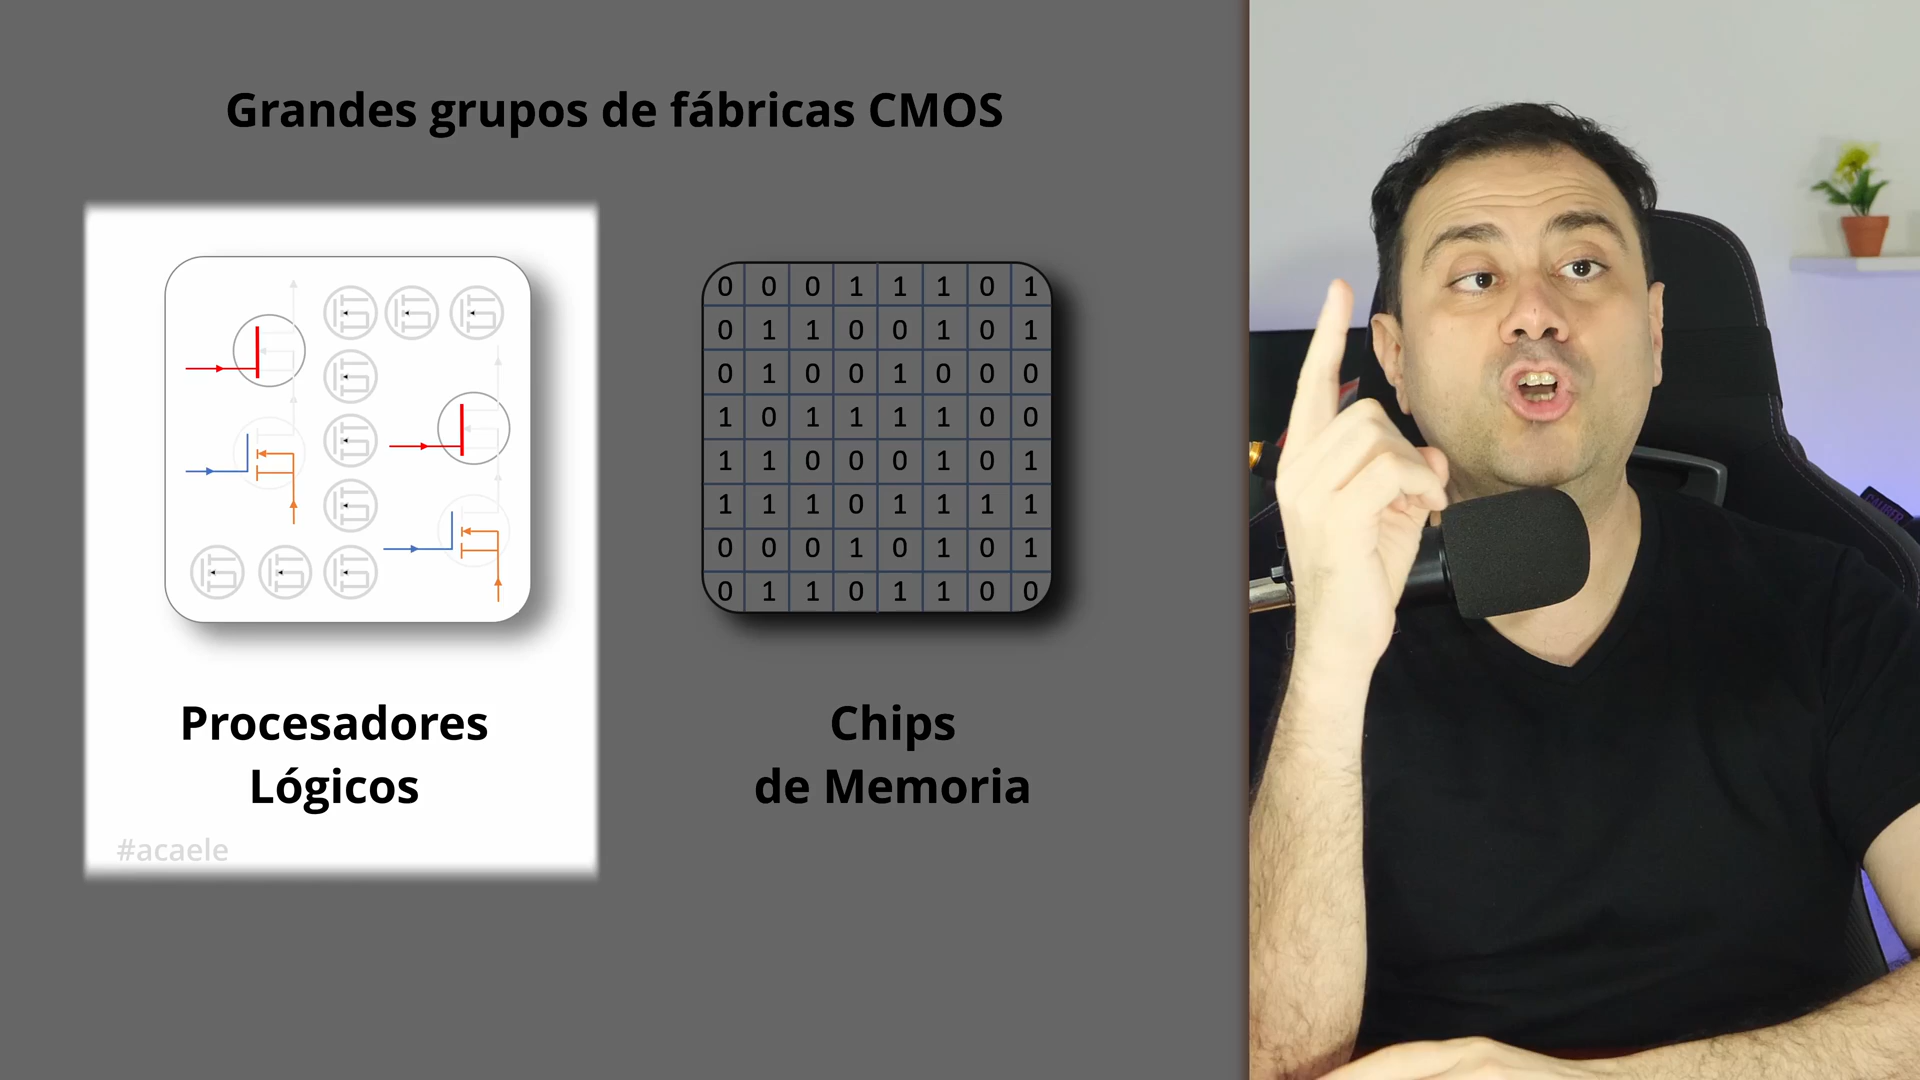 Grandes grupos de fábricas CMOS
0 0 0 1 1 1 0 1
0 1 1 0 0 1 0 1
0 1 0 0 1 0 0 0
1 0 1 1 1 1 0 0
1 1 0 0 0 1 0 1
1 1 1 0 1 1 1 1
0 0 0 1 0 1 0 1
0 1 1 0 1 1 0 0
Procesadores
Lógicos
Chips
de Memoria
#acaele
CALIBER